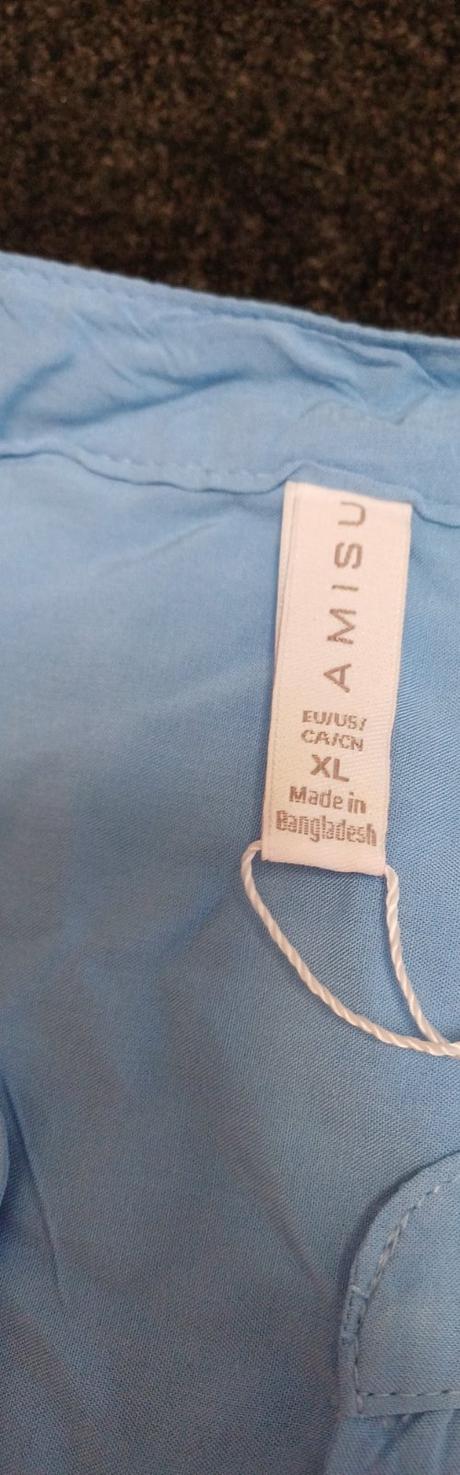 AMISU
EU/US/
CA/CN
XL
Made in
Bangladesh